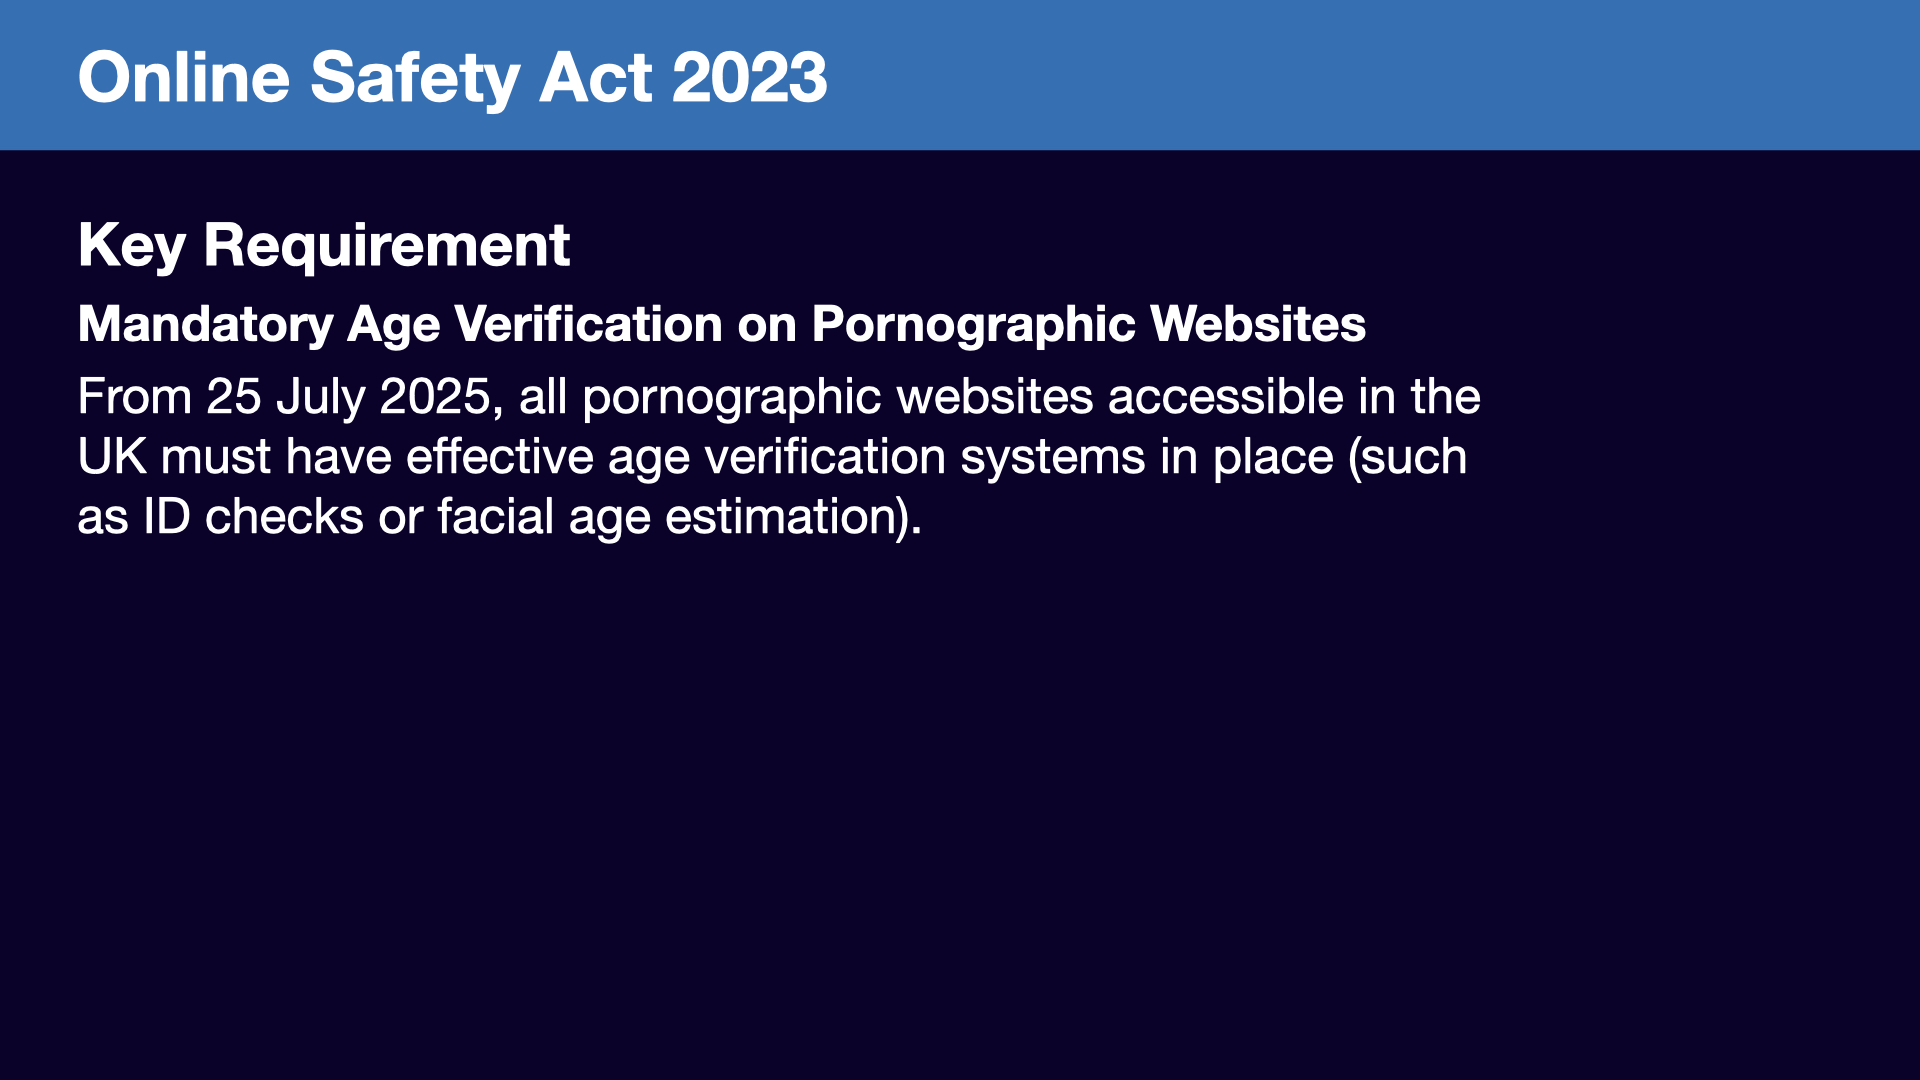 Online Safety Act 2023
Key Requirement
Mandatory Age Verification on Pornographic Websites
From 25 July 2025, all pornographic websites accessible in the
UK must have effective age verification systems in place (such
as ID checks or facial age estimation).